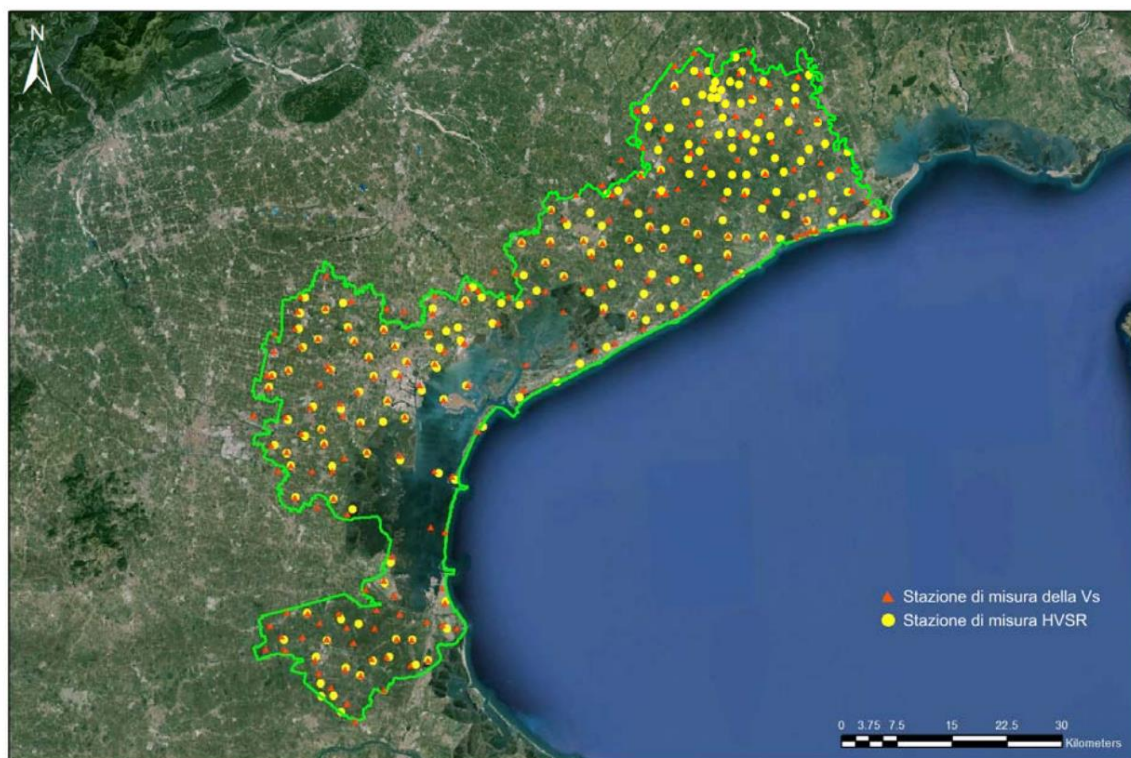 N
Stazione di misura della Vs
Stazione di misura HVSR
0 3.75 7.5 15 22.5 30
Kilometers